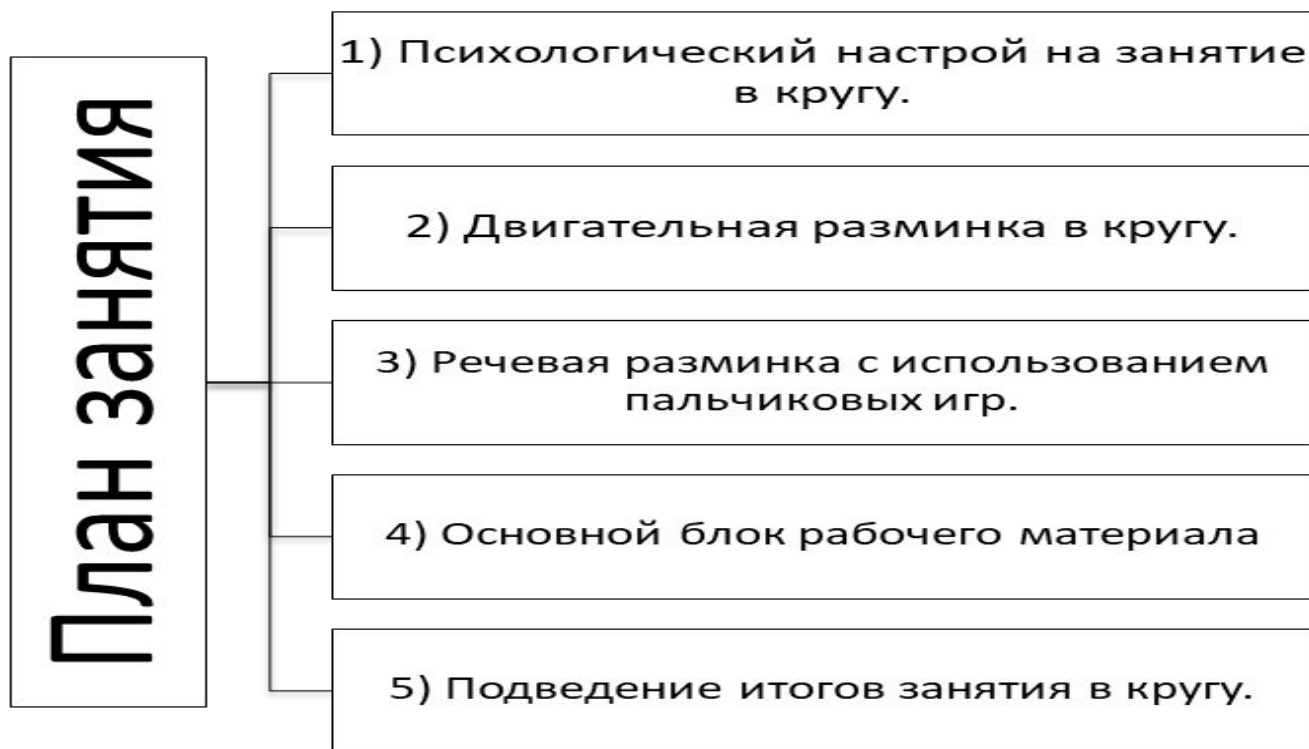 План занятия
1) Психологический настрой на занятие
в кругу.
2) Двигательная разминка в кругу.
3) Речевая разминка с использованием
пальчиковых игр.
4) Основной блок рабочего материала
5) Подведение итогов занятия в кругу.